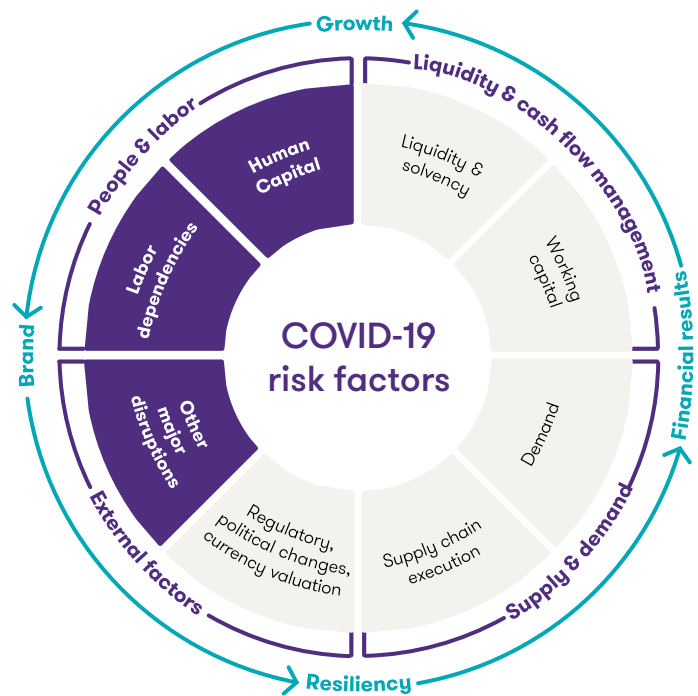 Growth
Liquidity & cash flow management
People & labor
Human
Capital
Liquidity &
solvency
Labor
dependencies
Working
capital
COVID-19
risk factors
Brand
Financial results
Other
major
disruptions
Demand
Regulatory,
political changes,
currency valuation
Supply chain
execution
External factors
Supply & demand
Resiliency